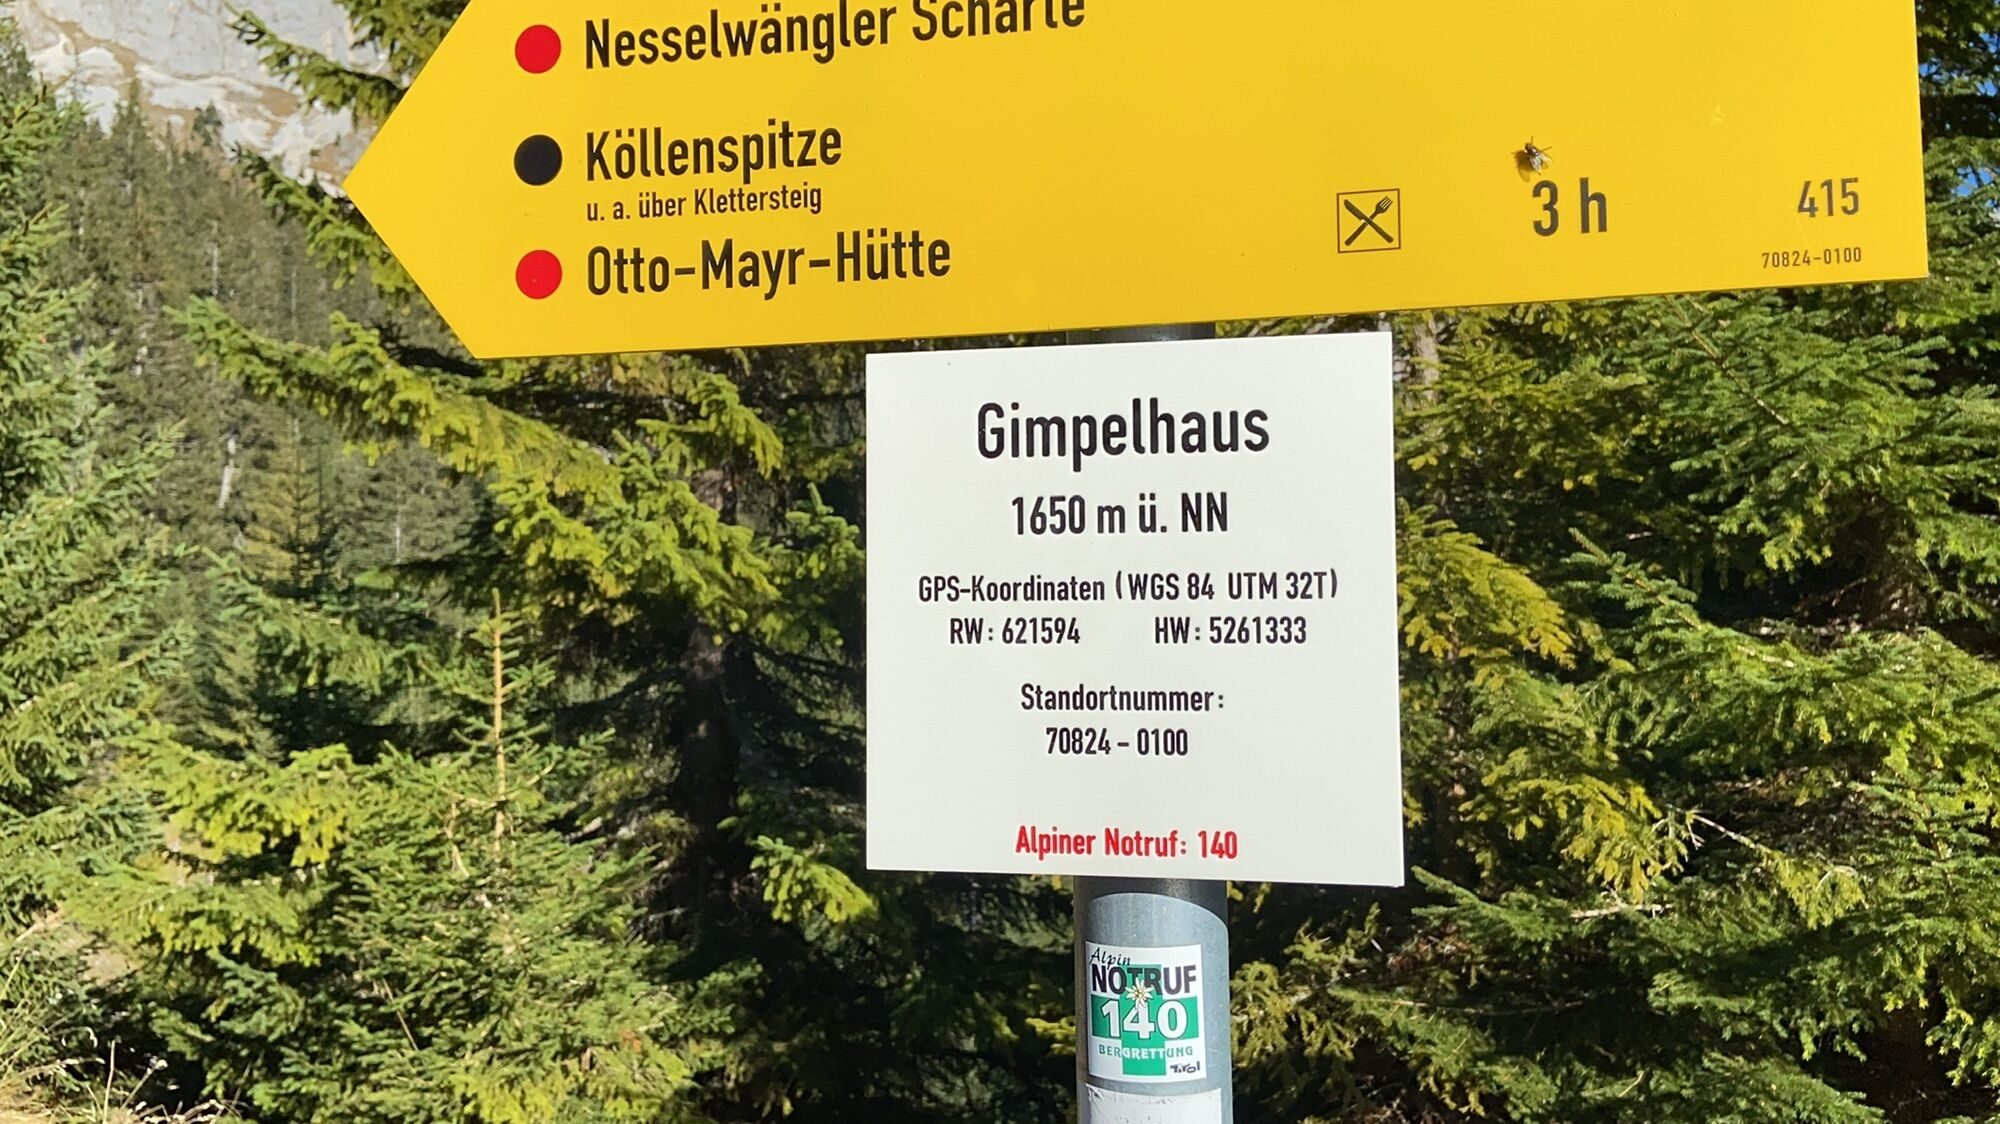 Nesselwängler Scharte
Köllenspitze
u. a. über Klettersteig
Otto-Mayr-Hütte
3 h
415
70824-0100
Gimpelhaus
1650 m ü. NN
GPS-Koordinaten (WGS 84 UTM 32T)
RW: 621594 HW: 5261333
Standortnummer:
70824 - 0100
Alpiner Notruf: 140
Alpin
NOTRUF
140
BERGRETTUNG
Tirol